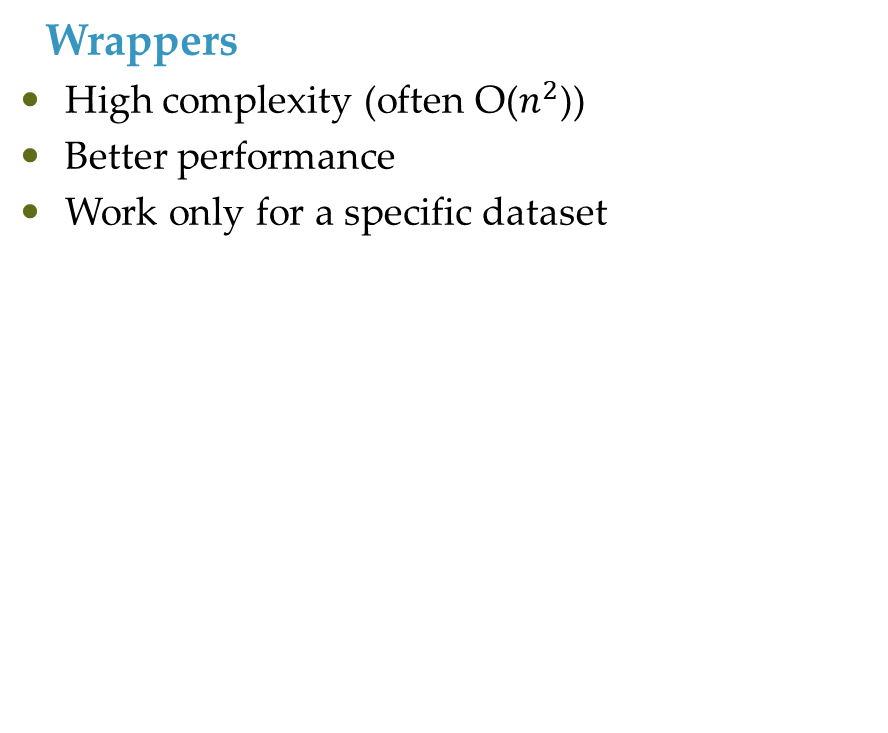 Wrappers
• High complexity (often O(n²))
• Better performance
• Work only for a specific dataset